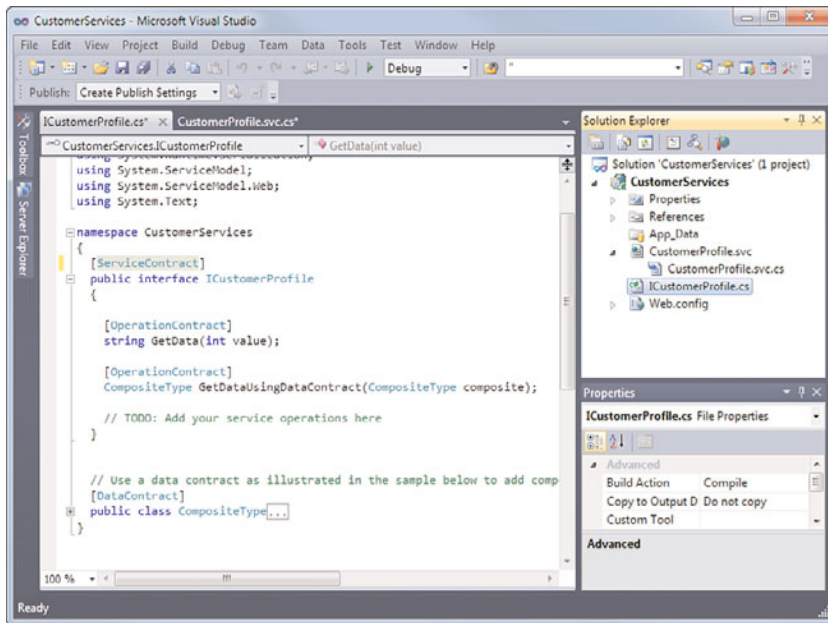 CustomerServices - Microsoft Visual Studio
File Edit View Project Build Debug Team Data Tools Test Window Help
Debug
Publish: Create Publish Settings
Toolbox
Server Explorer
ICustomerProfile.cs* CustomerProfile.svc.cs*
CustomerServices.ICustomerProfile GetData(int value)
using System.Runtime.Serialization;
using System.ServiceModel;
using System.ServiceModel.Web;
using System.Text;
namespace CustomerServices
{
[ServiceContract]
public interface ICustomerProfile
{
[OperationContract]
string GetData(int value);
[OperationContract]
CompositeType GetDataUsingDataContract(CompositeType composite);
// TODO: Add your service operations here
}
// Use a data contract as illustrated in the sample below to add comp
[DataContract]
public class CompositeType...
}
100 %
Solution Explorer
Solution 'CustomerServices' (1 project)
CustomerServices
Properties
References
App_Data
CustomerProfile.svc
CustomerProfile.svc.cs
ICustomerProfile.cs
Web.config
Properties
ICustomerProfile.cs File Properties
Advanced
Build Action Compile
Copy to Output D Do not copy
Custom Tool
Advanced
Ready